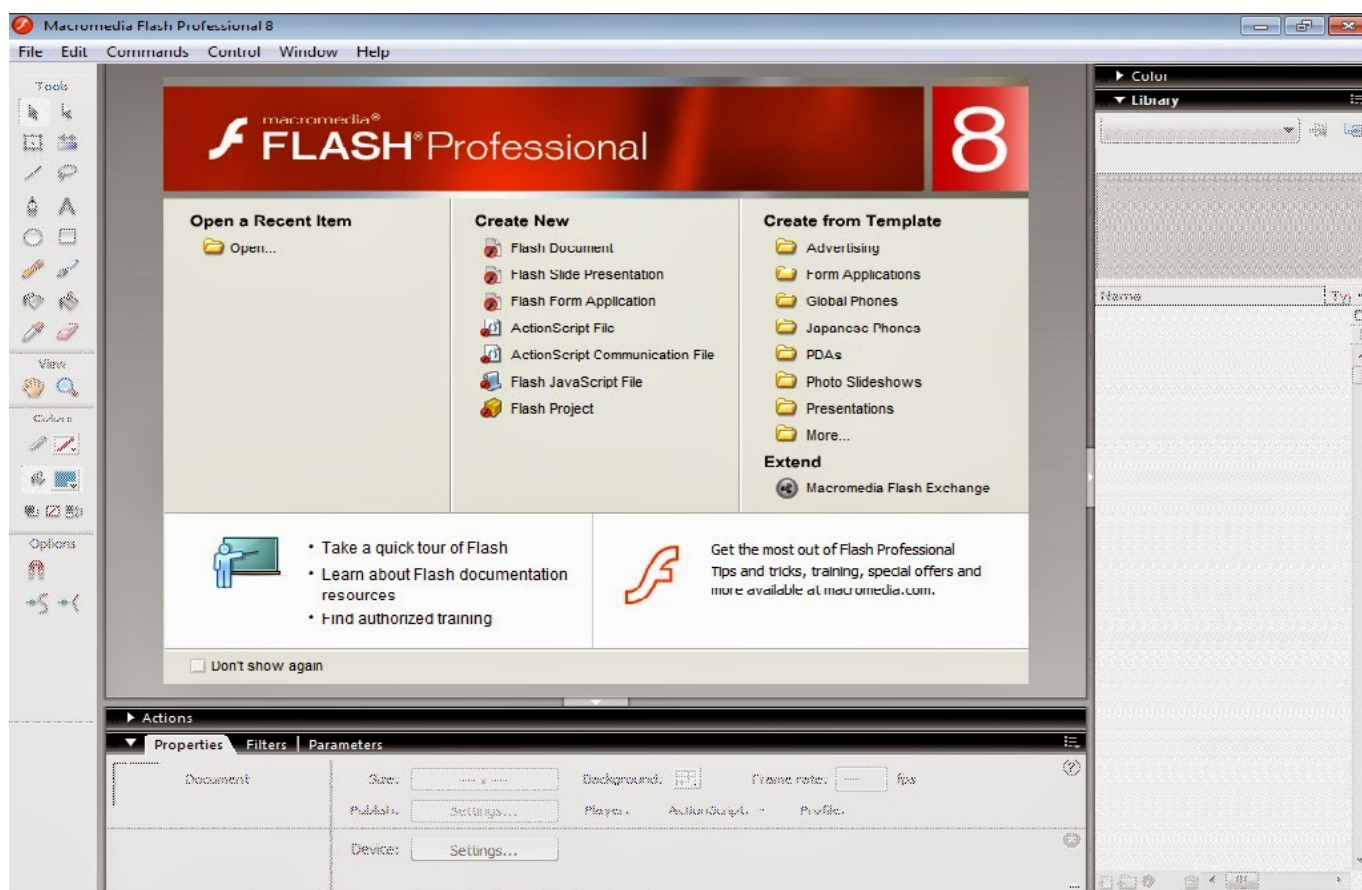 Macromedia Flash Professional 8
File Edit Commands Control Window Help
Tools
View
Colors
Options
macromedia®
FLASH® Professional 8
Open a Recent Item
Open...
Create New
Flash Document
Flash Slide Presentation
Flash Form Application
ActionScript File
ActionScript Communication File
Flash JavaScript File
Flash Project
Create from Template
Advertising
Form Applications
Global Phones
Japanese Phones
PDAs
Photo Slideshows
Presentations
More...
Extend
Macromedia Flash Exchange
• Take a quick tour of Flash
• Learn about Flash documentation
resources
• Find authorized training
Get the most out of Flash Professional
Tips and tricks, training, special offers and
more available at macromedia.com.
Don't show again
Color
Library
Name
Actions
Properties Filters Parameters
Document
Size: x Background: Frame rate: fps
Publish: Settings... Player: ActionScript: Profile:
Device: Settings...